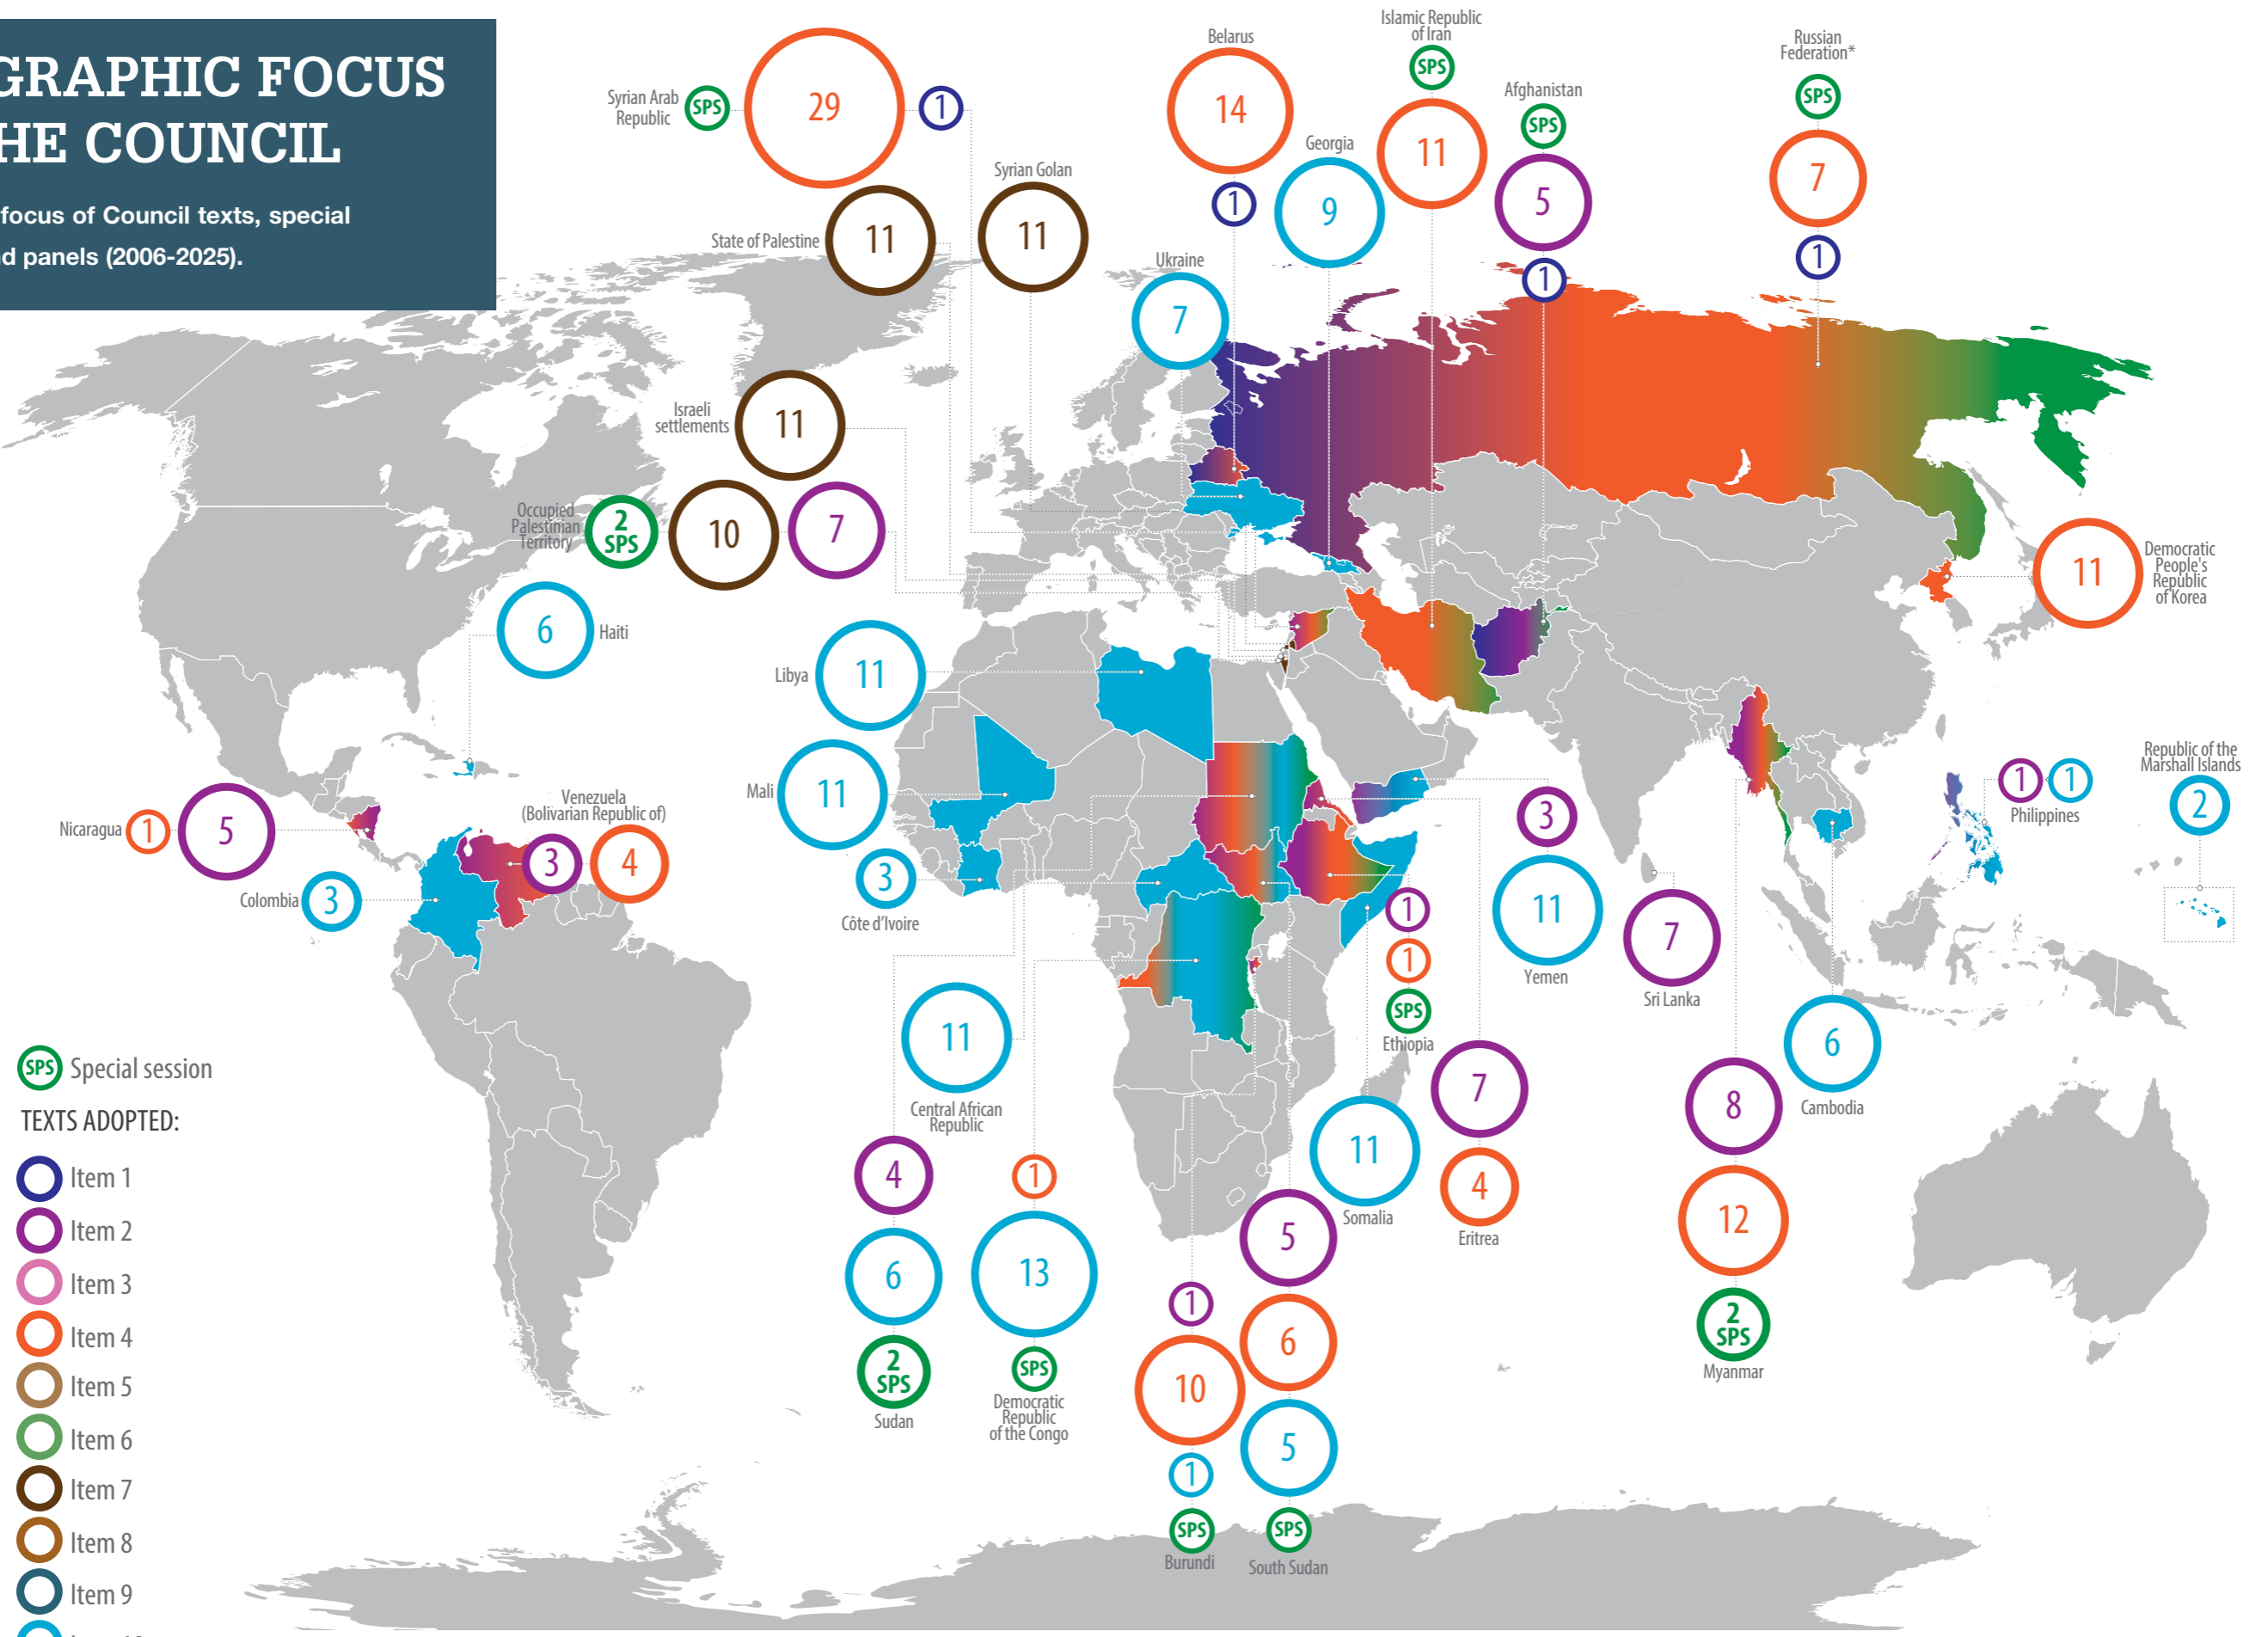 GRAPHIC FOCUS
HE COUNCIL
focus of Council texts, special
d panels (2006-2025).
Syrian Arab
Republic
SPS
29
1
State of Palestine
11
Syrian Golan
11
Belarus
14
1
Georgia
9
Ukraine
7
Islamic Republic
of Iran
SPS
11
Afghanistan
SPS
5
1
Russian
Federation*
SPS
7
1
Israeli
settlements
11
Occupied
Palestinian
Territory
2
SPS
10
7
6
Haiti
11
Democratic
People's
Republic
of Korea
Libya
11
Mali
11
3
Côte d'Ivoire
Nicaragua
1
5
Venezuela
(Bolivarian Republic of)
3
4
Colombia
3
1
1
Philippines
Republic of the
Marshall Islands
2
3
11
Yemen
7
Sri Lanka
1
1
SPS
Ethiopia
6
Cambodia
11
Central African
Republic
7
4
Eritrea
11
Somalia
8
12
2
SPS
Myanmar
4
6
2
SPS
Sudan
1
13
SPS
Democratic
Republic
of the Congo
1
10
1
SPS
Burundi
5
6
5
SPS
South Sudan
SPS
Special session
TEXTS ADOPTED:
Item 1
Item 2
Item 3
Item 4
Item 5
Item 6
Item 7
Item 8
Item 9